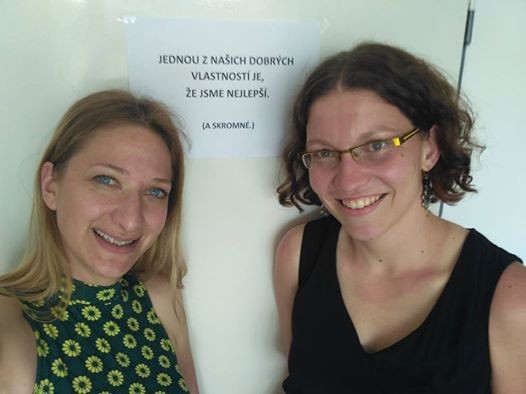 JEDNOU Z NAŠICH DOBRÝCH
VLASTNOSTÍ JE,
ŽE JSME NEJLEPŠÍ.
(A SKROMNÉ.)